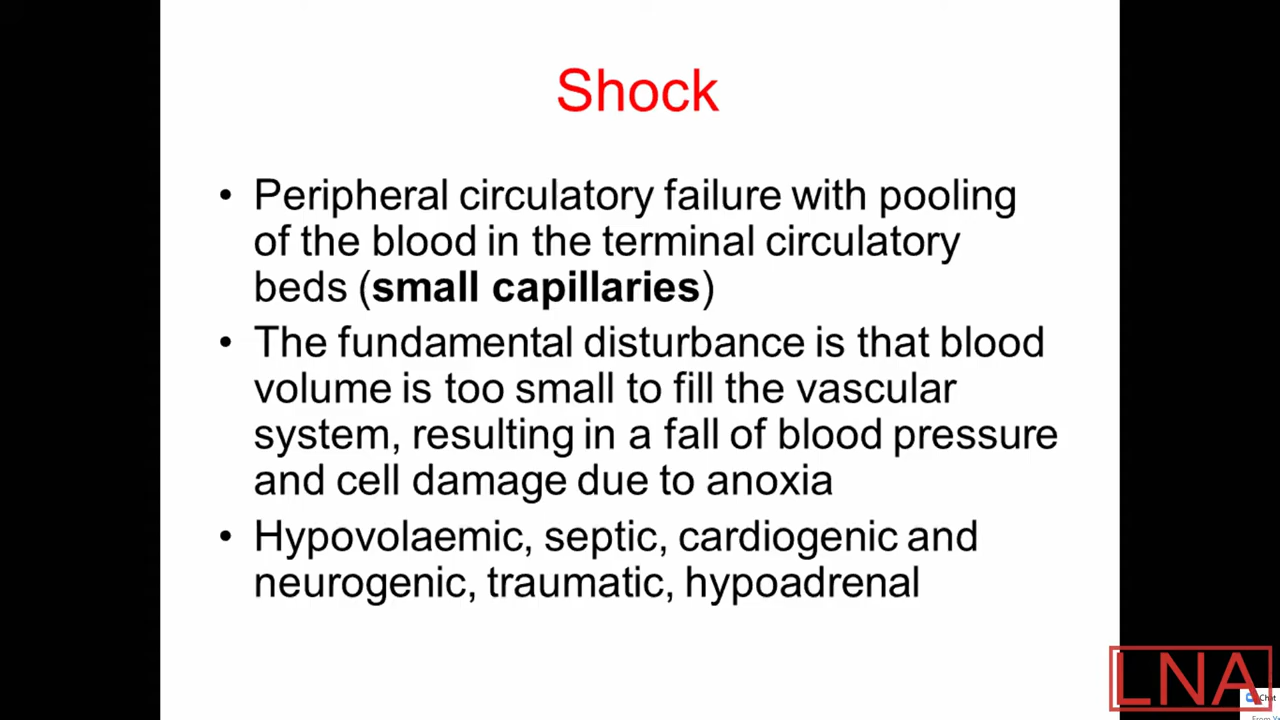 Shock
• Peripheral circulatory failure with pooling
of the blood in the terminal circulatory
beds (small capillaries)
• The fundamental disturbance is that blood
volume is too small to fill the vascular
system, resulting in a fall of blood pressure
and cell damage due to anoxia
• Hypovolaemic, septic, cardiogenic and
neurogenic, traumatic, hypoadrenal
LNA
Chat
From